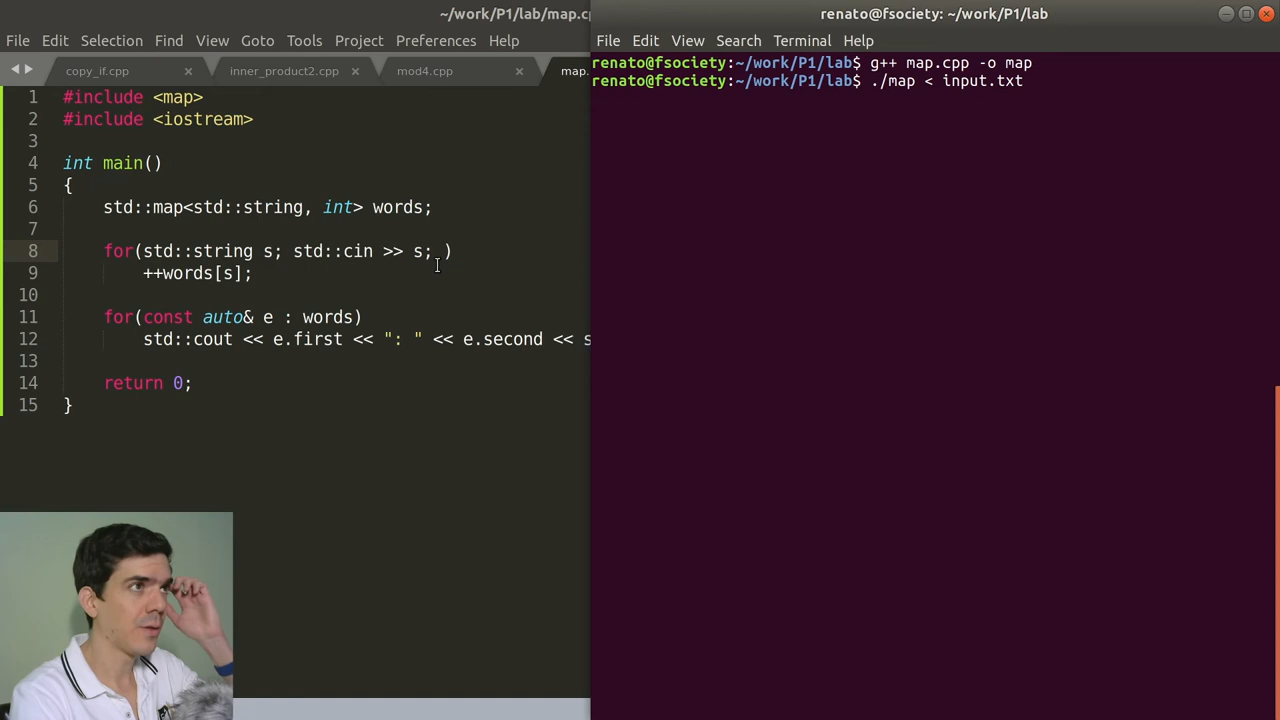 ~/work/P1/lab/map.cp
File Edit Selection Find View Goto Tools Project Preferences Help
copy_if.cpp × inner_product2.cpp × mod4.cpp × map.
1 #include <map>
2 #include <iostream>
3
4 int main()
5 {
6 std::map<std::string, int> words;
7
8 for(std::string s; std::cin >> s; )
9 ++words[s];
10
11 for(const auto& e : words)
12 std::cout << e.first << ": " << e.second << s
13
14 return 0;
15 }
renato@fsociety: ~/work/P1/lab
File Edit View Search Terminal Help
renato@fsociety:~/work/P1/lab$ g++ map.cpp -o map
renato@fsociety:~/work/P1/lab$ ./map < input.txt